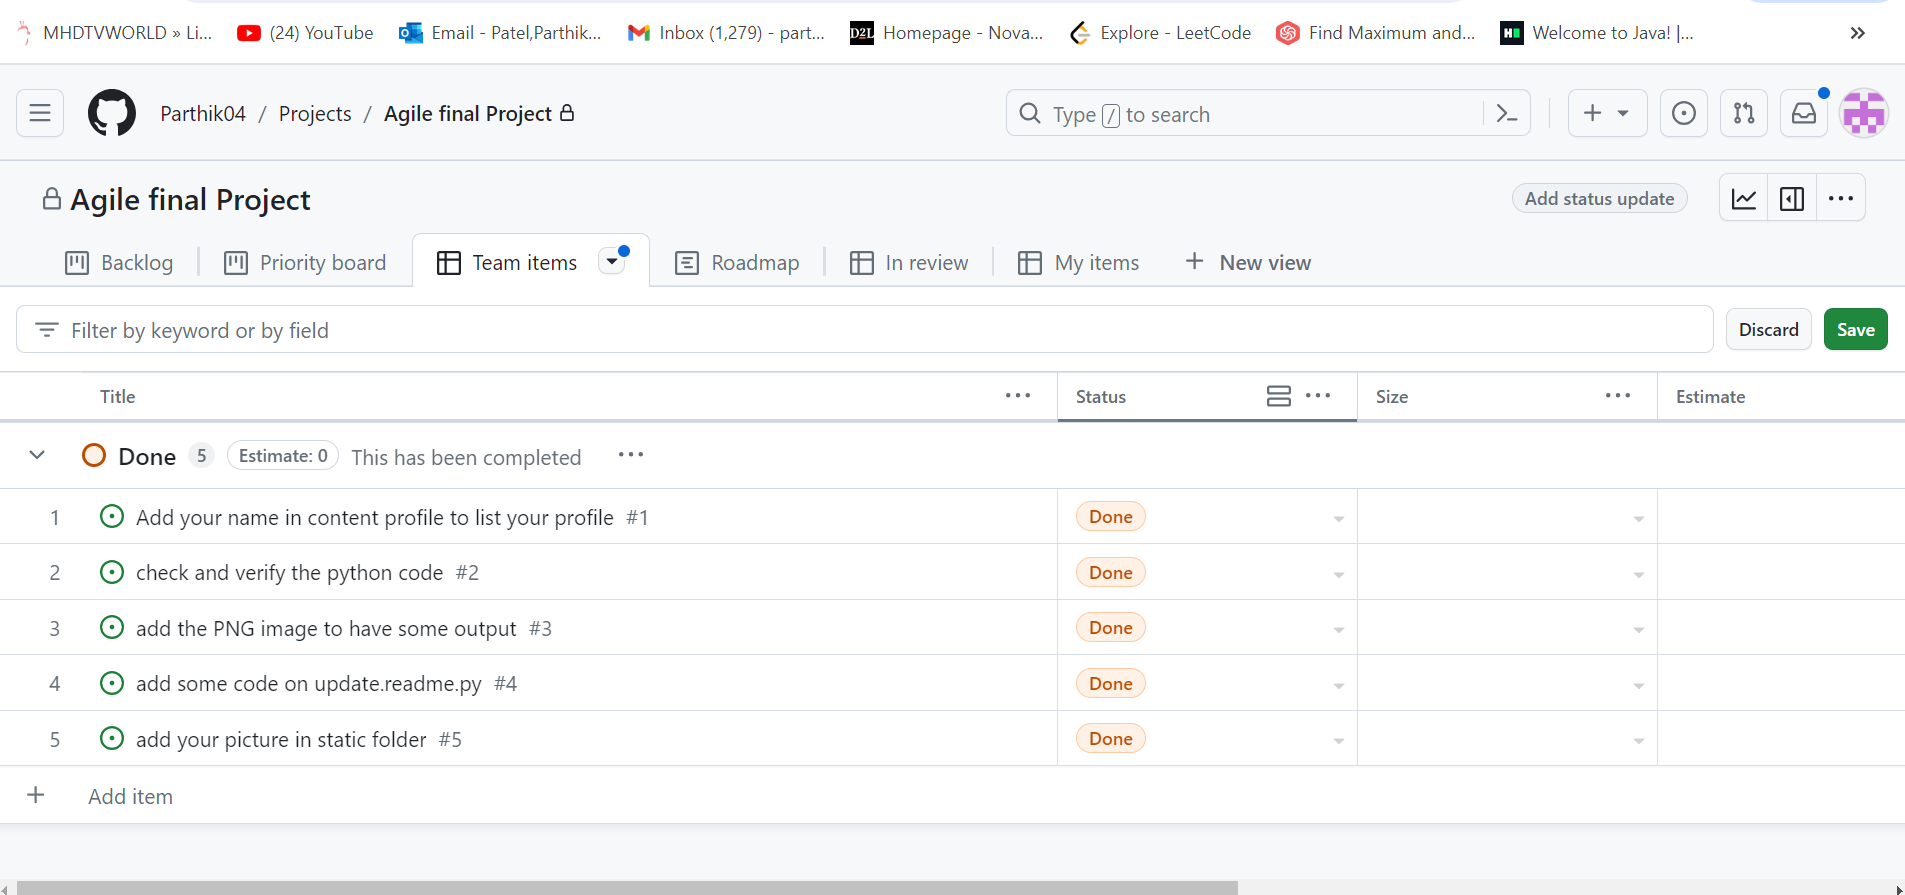 MHDTVWORLD » Li... (24) YouTube Email - Patel,Parthik... Inbox (1,279) - part... D2L Homepage - Nova... Explore - LeetCode Find Maximum and... Welcome to Java! |...
Parthik04 / Projects / Agile final Project Type / to search
Agile final Project Add status update
Backlog Priority board Team items Roadmap In review My items New view
Filter by keyword or by field Discard Save
Title Status Size Estimate
Done 5 Estimate: 0 This has been completed
1 Add your name in content profile to list your profile #1 Done
2 check and verify the python code #2 Done
3 add the PNG image to have some output #3 Done
4 add some code on update.readme.py #4 Done
5 add your picture in static folder #5 Done
+ Add item